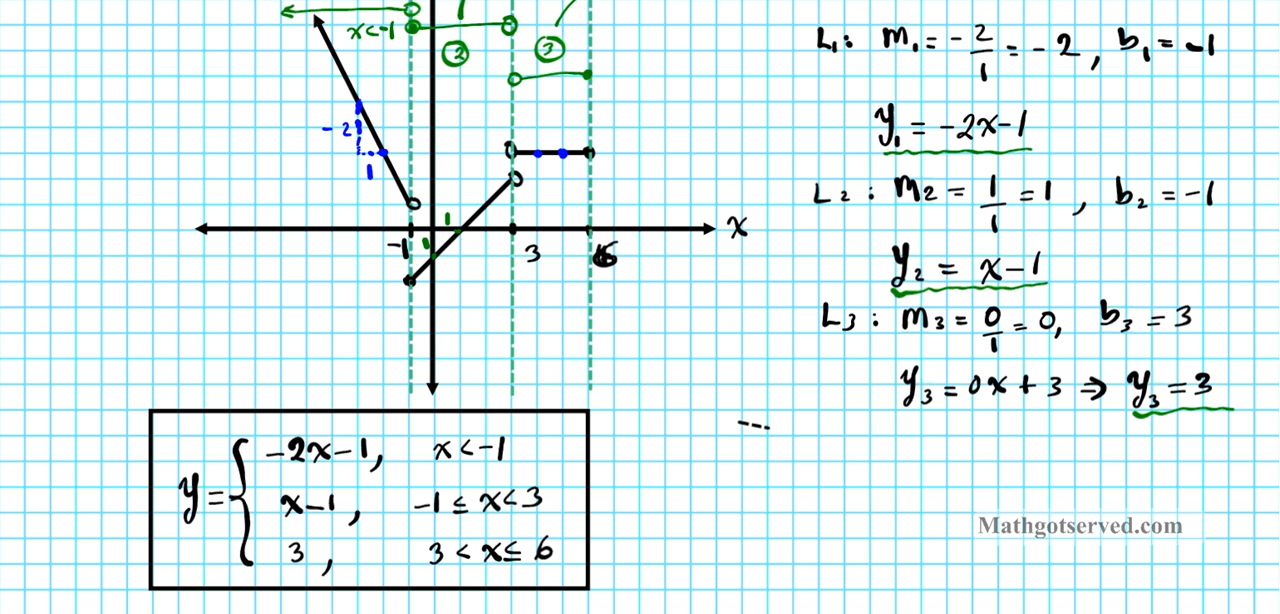 x<-1
②
③
-2
1
1
1
-1
3
6
x
L₁: m₁ = -2/1 = -2, b₁ = -1
y₁ = -2x-1
L₂: m₂ = 1/1 = 1, b₂ = -1
y₂ = x-1
L₃: m₃ = 0/1 = 0, b₃ = 3
y₃ = 0x+3 ⇒ y₃ = 3
y = {
-2x-1, x<-1
x-1, -1≤x<3
3, 3<x≤6
Mathgotserved.com